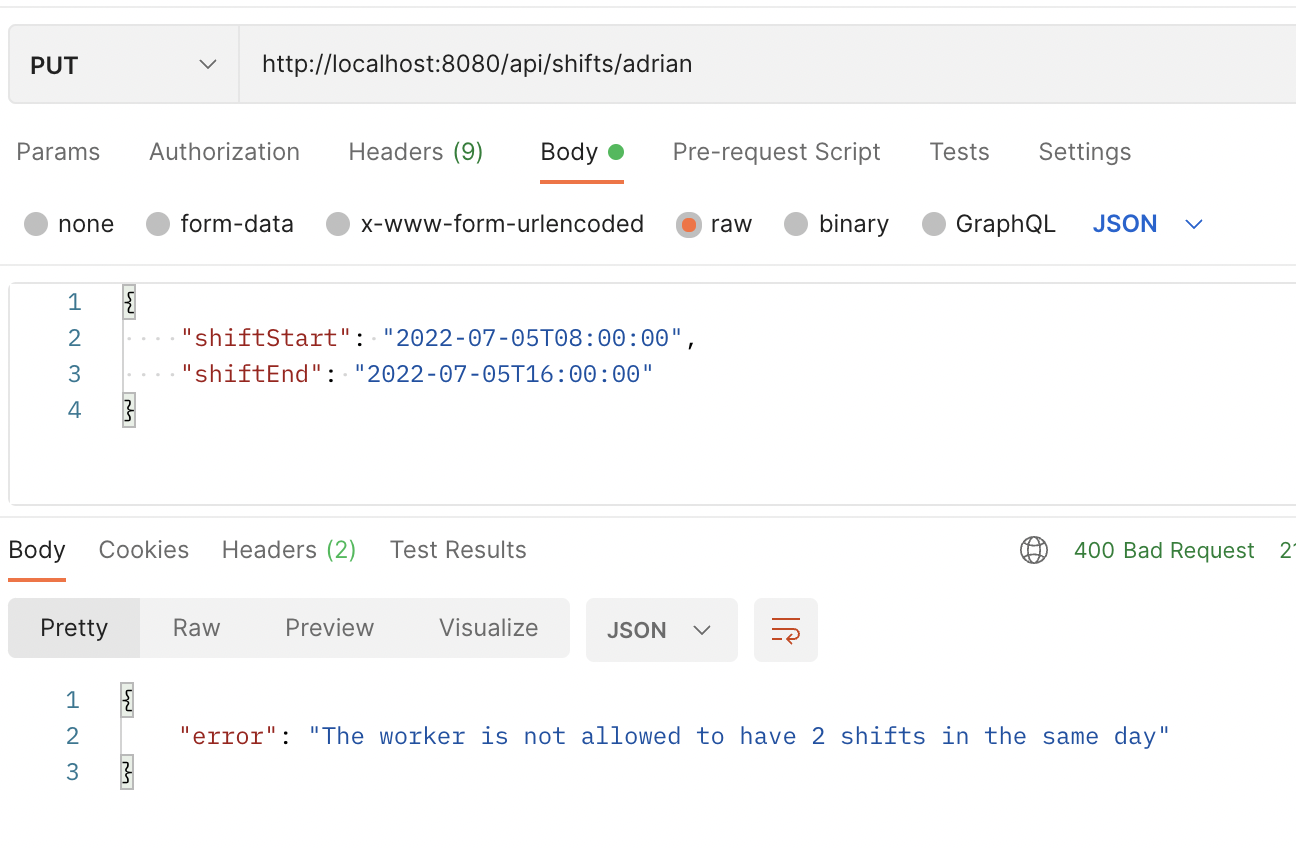 PUT http://localhost:8080/api/shifts/adrian
Params Authorization Headers (9) Body Pre-request Script Tests Settings
none form-data x-www-form-urlencoded raw binary GraphQL JSON
1 {
2 "shiftStart": "2022-07-05T08:00:00",
3 "shiftEnd": "2022-07-05T16:00:00"
4 }
Body Cookies Headers (2) Test Results 400 Bad Request
Pretty Raw Preview Visualize JSON
1 {
2 "error": "The worker is not allowed to have 2 shifts in the same day"
3 }